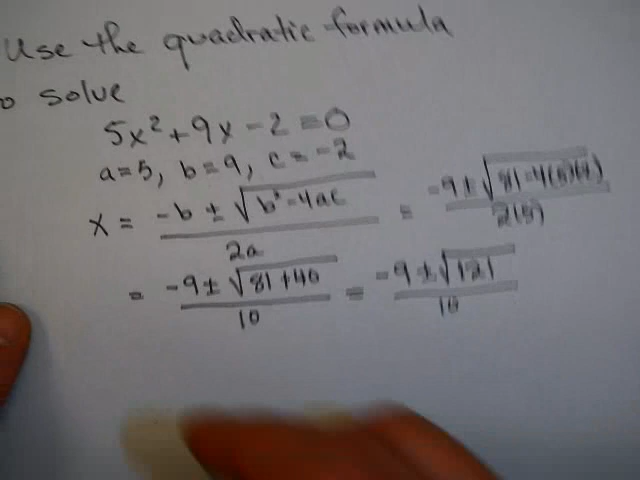 Use the quadratic formula
to solve
5x² + 9x - 2 = 0
a = 5, b = 9, c = -2
x = (-b ± √(b² - 4ac)) / 2a = (-9 ± √(81 - 4(5)(-2))) / 2(5)
= (-9 ± √(81 + 40)) / 10 = (-9 ± √121) / 10